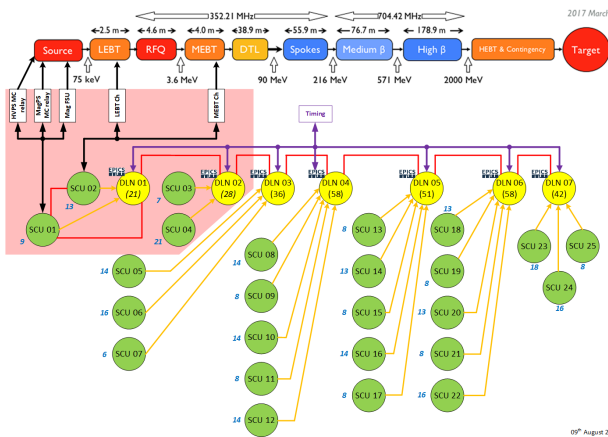 2017 March
352.21 MHz
704.42 MHz
2.5 m
4.6 m
4.0 m
38.9 m
55.9 m
76.7 m
178.9 m
Source
LEBT
RFQ
MEBT
DTL
Spokes
Medium β
High β
HEBT & Contingency
Target
75 keV
3.6 MeV
90 MeV
216 MeV
571 MeV
2000 MeV
HVPS MC relay
MagPS MC relay
Mag FSU
LEBT Ch
MEBT Ch
Timing
EPICS
EPICS
EPICS
EPICS
EPICS
EPICS
EPICS
DLN 01
(21)
DLN 02
(28)
DLN 03
(36)
DLN 04
(58)
DLN 05
(51)
DLN 06
(58)
DLN 07
(42)
SCU 02
13
SCU 03
7
SCU 01
9
SCU 04
21
SCU 05
14
SCU 06
16
SCU 07
6
SCU 08
14
SCU 09
8
SCU 10
14
SCU 11
8
SCU 12
14
SCU 13
8
SCU 14
13
SCU 15
8
SCU 16
14
SCU 17
8
SCU 18
13
SCU 19
8
SCU 20
13
SCU 21
8
SCU 22
16
SCU 23
18
SCU 24
16
SCU 25
8
09th August 2